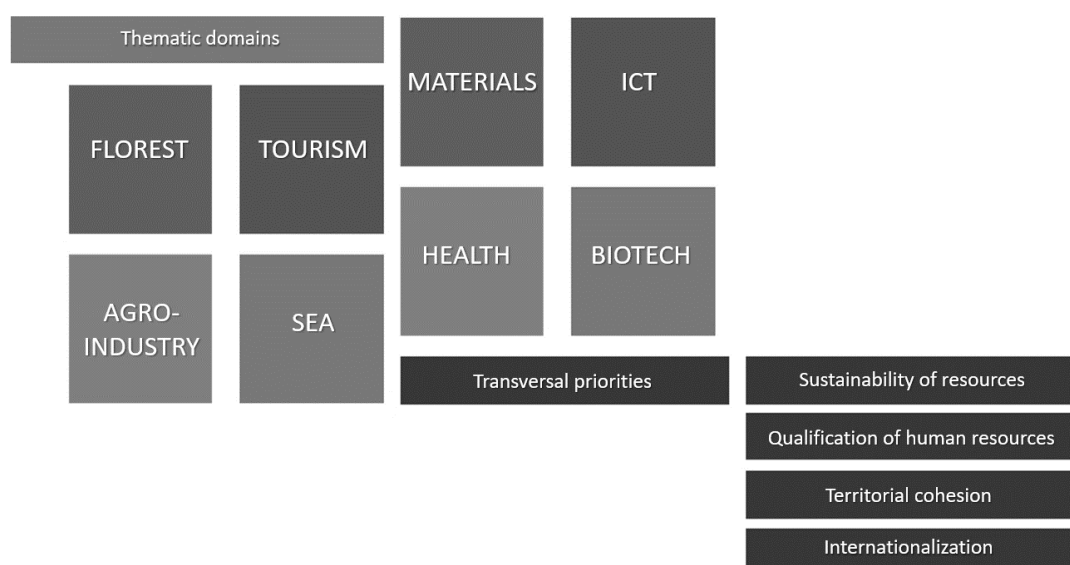 Thematic domains
FLOREST
TOURISM
AGRO-
INDUSTRY
SEA
MATERIALS
ICT
HEALTH
BIOTECH
Transversal priorities
Sustainability of resources
Qualification of human resources
Territorial cohesion
Internationalization